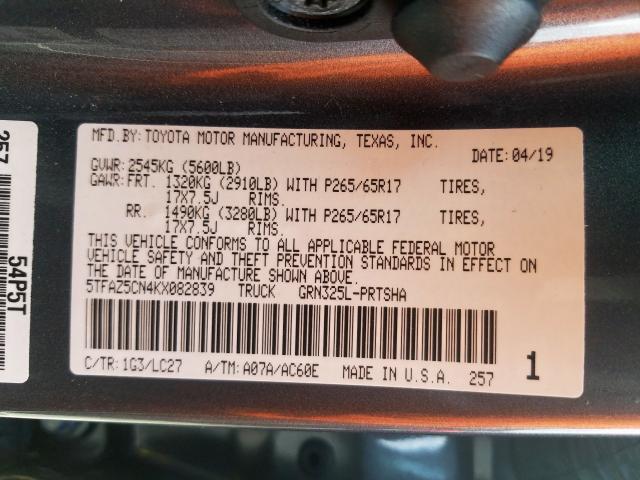 MFD.BY:TOYOTA MOTOR MANUFACTURING, TEXAS, INC.
DATE:04/19
GVWR:2545KG (5600LB)
GAWR:FRT. 1320KG (2910LB) WITH P265/65R17 TIRES,
17X7.5J RIMS.
RR. 1490KG (3280LB) WITH P265/65R17 TIRES,
17X7.5J RIMS.
THIS VEHICLE CONFORMS TO ALL APPLICABLE FEDERAL MOTOR
VEHICLE SAFETY AND THEFT PREVENTION STANDARDS IN EFFECT ON
THE DATE OF MANUFACTURE SHOWN ABOVE.
5TFAZ5CN4KX082839 TRUCK GRN325L-PRTSHA
C/TR:1G3/LC27 A/TM:A07A/AC60E MADE IN U.S.A. 257
1
257
54P5T